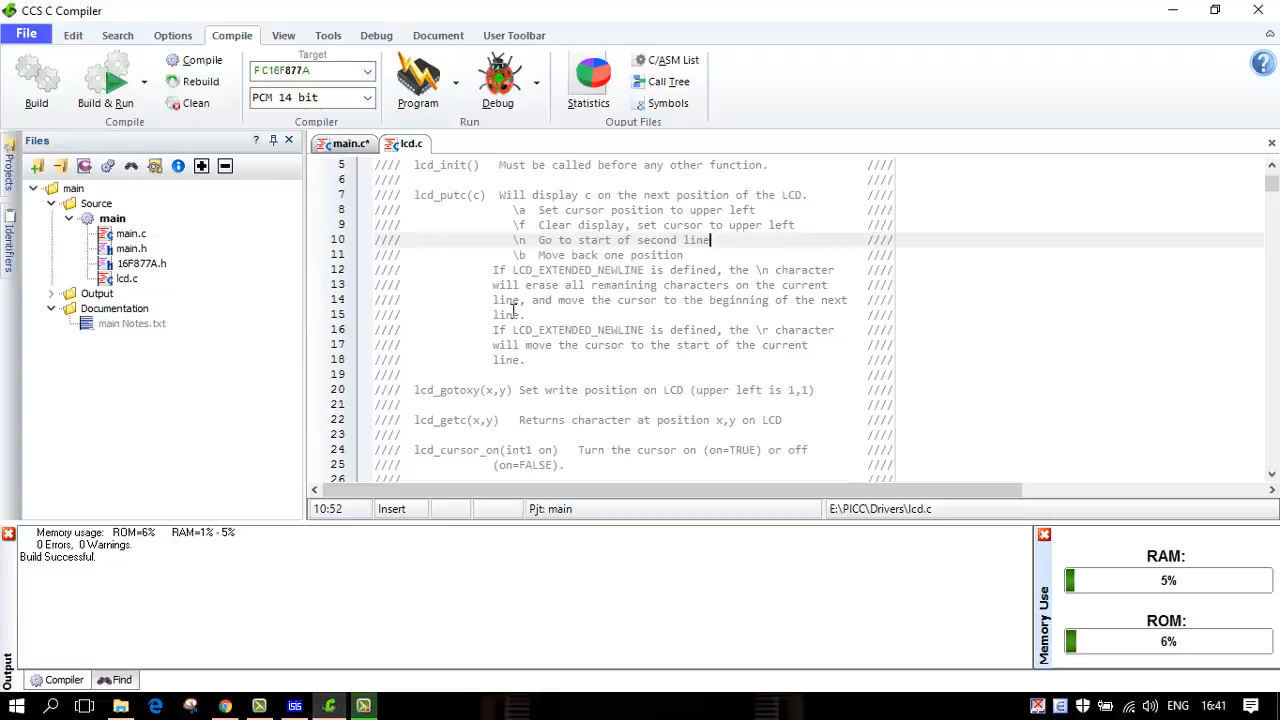 CCS C Compiler
File Edit Search Options Compile View Tools Debug Document User Toolbar
Target
Build Build & Run Compile Rebuild Clean PCM 14 bit Program Debug Statistics C/ASM List Call Tree Symbols
Compile Compiler Run Ouput Files
Files
main.c* lcd.c
Projects
Identifiers
main
Source
main
main.c
main.h
16F877A.h
lcd.c
Output
Documentation
main Notes.txt
5 //// lcd_init() Must be called before any other function. ////
6 //// ////
7 //// lcd_putc(c) Will display c on the next position of the LCD. ////
8 //// \a Set cursor position to upper left ////
9 //// \f Clear display, set cursor to upper left ////
10 //// \n Go to start of second line ////
11 //// \b Move back one position ////
12 //// If LCD_EXTENDED_NEWLINE is defined, the \n character ////
13 //// will erase all remanining characters on the current ////
14 //// line, and move the cursor to the beginning of the next ////
15 //// line. ////
16 //// If LCD_EXTENDED_NEWLINE is defined, the \r character ////
17 //// will move the cursor to the start of the current ////
18 //// line. ////
19 //// ////
20 //// lcd_gotoxy(x,y) Set write position on LCD (upper left is 1,1) ////
21 //// ////
22 //// lcd_getc(x,y) Returns character at position x,y on LCD ////
23 //// ////
24 //// lcd_cursor_on(int1 on) Turn the cursor on (on=TRUE) or off ////
25 //// (on=FALSE). ////
26 //// ////
10:52 Insert Pjt: main E:\PICC\Drivers\lcd.c
Memory usage: ROM=6% RAM=1% - 5%
0 Errors, 0 Warnings.
Build Successful.
Output
Compiler Find
Memory Use
RAM:
5%
ROM:
6%
ENG